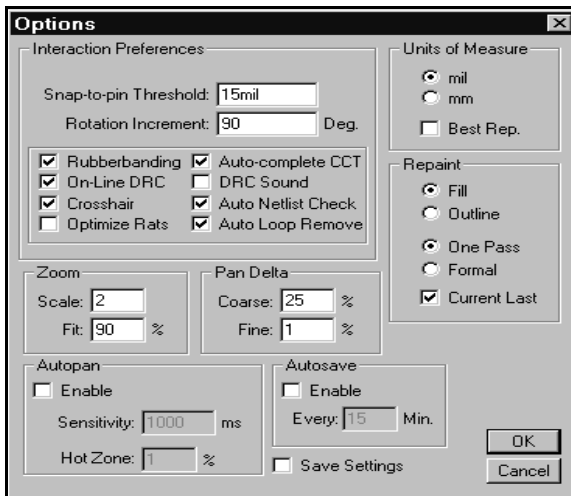 Options
Interaction Preferences
Snap-to-pin Threshold: 15mil
Rotation Increment: 90 Deg.
Rubberbanding Auto-complete CCT
On-Line DRC DRC Sound
Crosshair Auto Netlist Check
Optimize Rats Auto Loop Remove
Units of Measure
mil
mm
Best Rep.
Repaint
Fill
Outline
One Pass
Formal
Current Last
Zoom
Scale: 2
Fit: 90 %
Pan Delta
Coarse: 25 %
Fine: 1 %
Autopan
Enable
Sensitivity: 1000 ms
Hot Zone: 1 %
Autosave
Enable
Every: 15 Min.
Save Settings
OK
Cancel